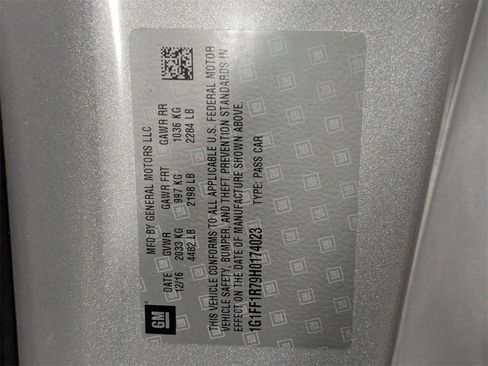 GM
MFD BY GENERAL MOTORS LLC
DATE GVWR GAWR FRT GAWR RR
12/16 2033 KG 997 KG 1036 KG
4482 LB 2198 LB 2284 LB
THIS VEHICLE CONFORMS TO ALL APPLICABLE U.S. FEDERAL MOTOR
VEHICLE SAFETY, BUMPER, AND THEFT PREVENTION STANDARDS IN
EFFECT ON THE DATE OF MANUFACTURE SHOWN ABOVE.
1G1FF1R79H0174023 TYPE: PASS CAR